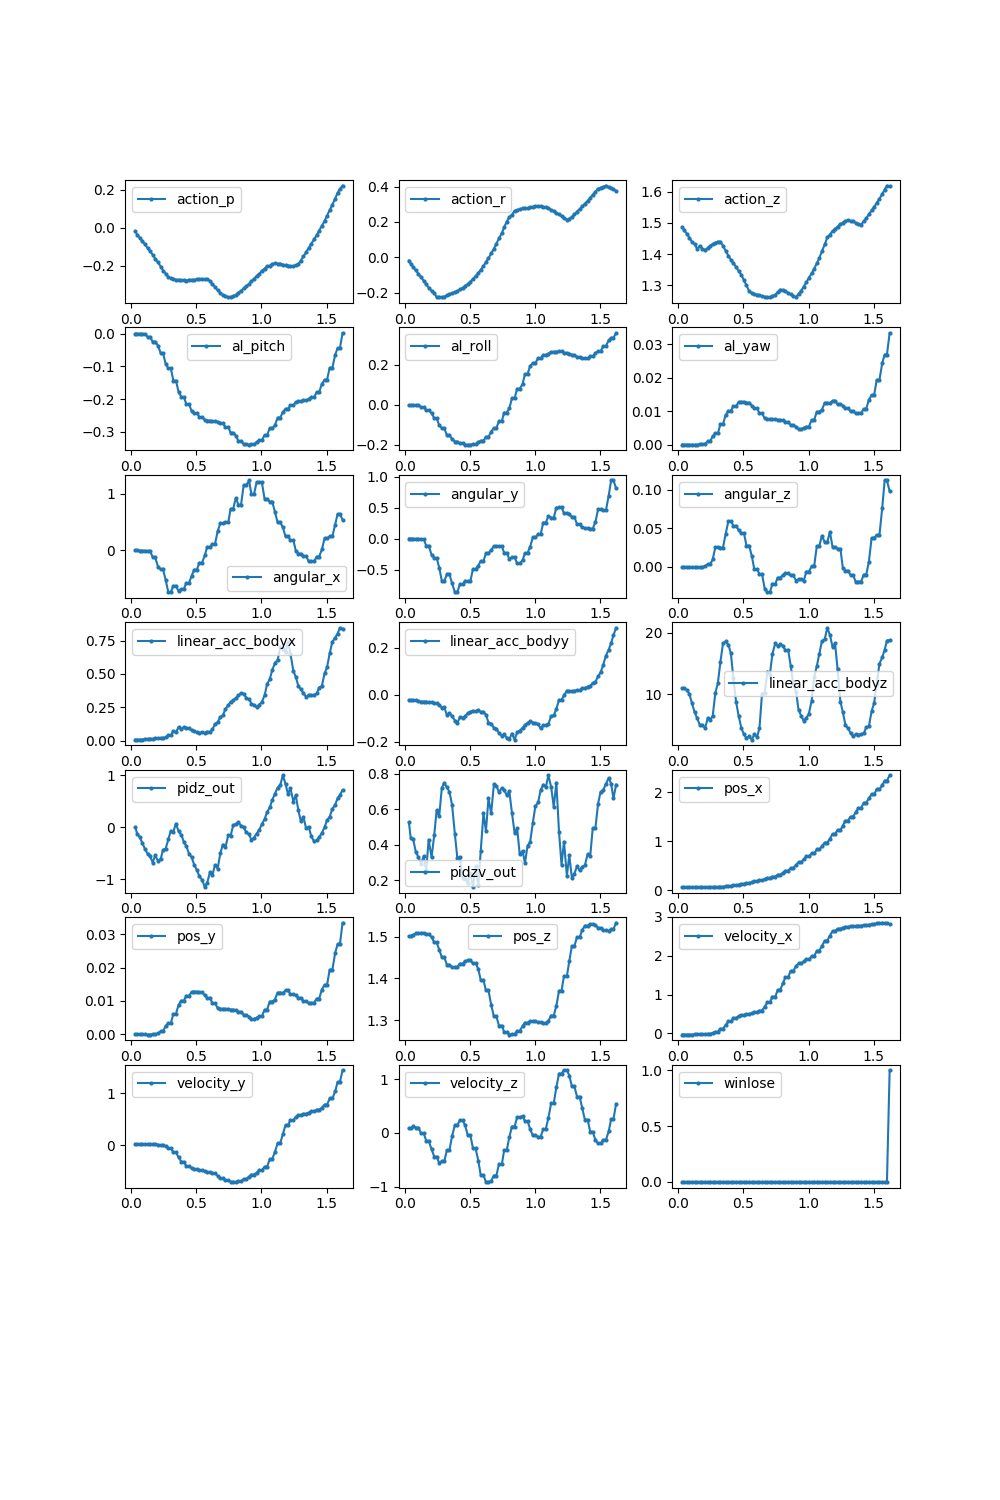 action_p
0.2
0.0
−0.2
0.0 0.5 1.0 1.5
action_r
0.4
0.2
0.0
−0.2
0.0 0.5 1.0 1.5
action_z
1.6
1.5
1.4
1.3
0.0 0.5 1.0 1.5
al_pitch
0.0
−0.1
−0.2
−0.3
0.0 0.5 1.0 1.5
al_roll
0.2
0.0
−0.2
0.0 0.5 1.0 1.5
al_yaw
0.03
0.02
0.01
0.00
0.0 0.5 1.0 1.5
angular_x
1
0
0.0 0.5 1.0 1.5
angular_y
1.0
0.5
0.0
−0.5
0.0 0.5 1.0 1.5
angular_z
0.10
0.05
0.00
0.0 0.5 1.0 1.5
linear_acc_bodyx
0.75
0.50
0.25
0.00
0.0 0.5 1.0 1.5
linear_acc_bodyy
0.2
0.0
−0.2
0.0 0.5 1.0 1.5
linear_acc_bodyz
20
10
0.0 0.5 1.0 1.5
pidz_out
1
0
−1
0.0 0.5 1.0 1.5
pidzv_out
0.8
0.6
0.4
0.2
0.0 0.5 1.0 1.5
pos_x
2
1
0
0.0 0.5 1.0 1.5
pos_y
0.03
0.02
0.01
0.00
0.0 0.5 1.0 1.5
pos_z
1.5
1.4
1.3
0.0 0.5 1.0 1.5
velocity_x
3
2
1
0
0.0 0.5 1.0 1.5
velocity_y
1
0
0.0 0.5 1.0 1.5
velocity_z
1
0
−1
0.0 0.5 1.0 1.5
winlose
1.0
0.5
0.0
0.0 0.5 1.0 1.5